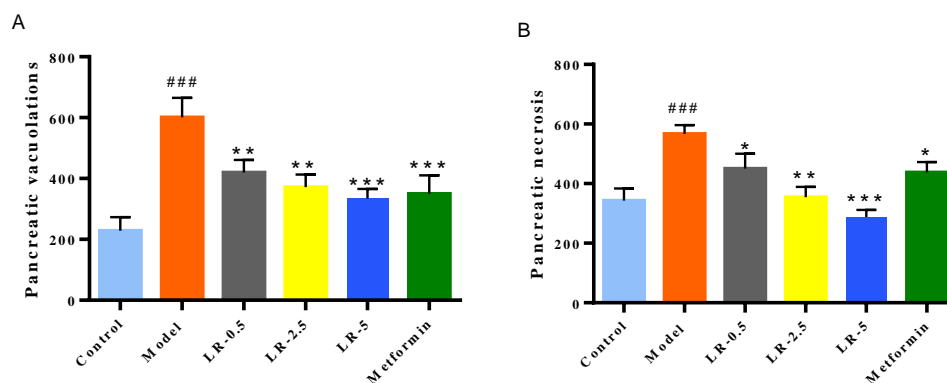 A
Pancreatic vacuolations
800
600
400
200
0
###
**
**
***
***
Control
Model
LR-0.5
LR-2.5
LR-5
Metformin
B
Pancreatic necrosis
800
600
400
200
0
###
*
**
***
*
Control
Model
LR-0.5
LR-2.5
LR-5
Metformin